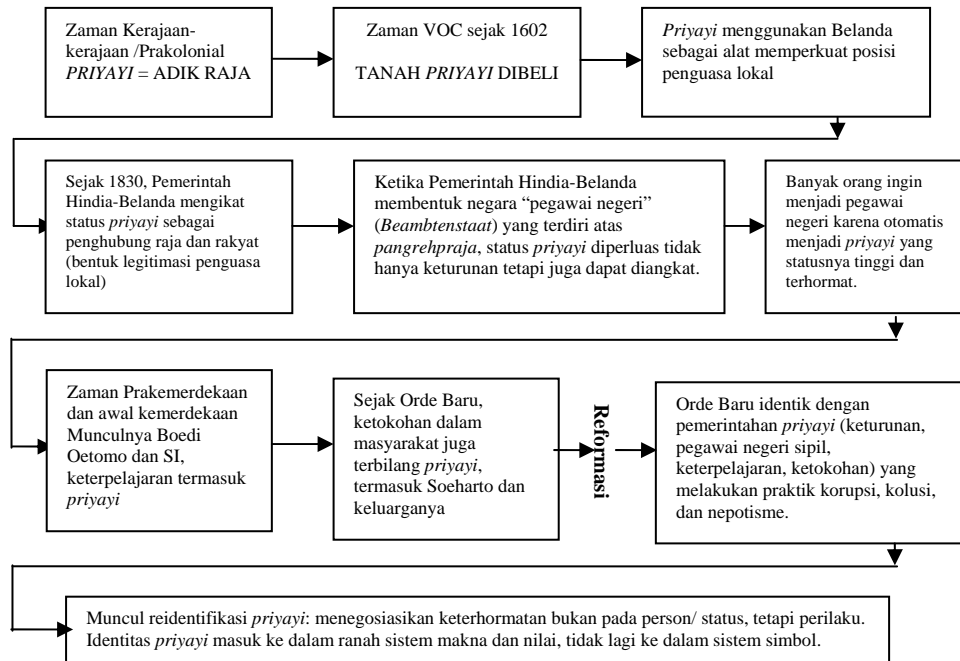 Zaman Kerajaan-
kerajaan /Prakolonial
PRIYAYI = ADIK RAJA
Zaman VOC sejak 1602
TANAH PRIYAYI DIBELI
Priyayi menggunakan Belanda
sebagai alat memperkuat posisi
penguasa lokal
Sejak 1830, Pemerintah
Hindia-Belanda mengikat
status priyayi sebagai
penghubung raja dan rakyat
(bentuk legitimasi penguasa
lokal)
Ketika Pemerintah Hindia-Belanda
membentuk negara “pegawai negeri”
(Beambtenstaat) yang terdiri atas
pangrehpraja, status priyayi diperluas tidak
hanya keturunan tetapi juga dapat diangkat.
Banyak orang ingin
menjadi pegawai
negeri karena otomatis
menjadi priyayi yang
statusnya tinggi dan
terhormat.
Zaman Prakemerdekaan
dan awal kemerdekaan
Munculnya Boedi
Oetomo dan SI,
keterpelajaran termasuk
priyayi
Sejak Orde Baru,
ketokohan dalam
masyarakat juga
terbilang priyayi,
termasuk Soeharto dan
keluarganya
Reformasi
Orde Baru identik dengan
pemerintahan priyayi (keturunan,
pegawai negeri sipil,
keterpelajaran, ketokohan) yang
melakukan praktik korupsi, kolusi,
dan nepotisme.
Muncul reidentifikasi priyayi: menegosiasikan keterhormatan bukan pada person/ status, tetapi perilaku.
Identitas priyayi masuk ke dalam ranah sistem makna dan nilai, tidak lagi ke dalam sistem simbol.